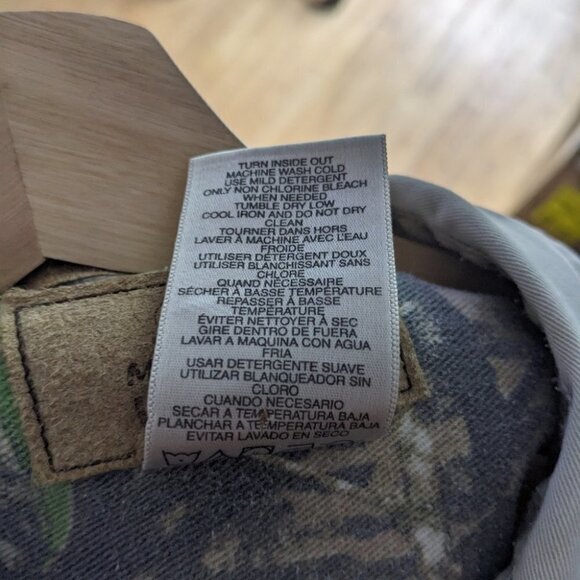 TURN INSIDE OUT
MACHINE WASH COLD
USE MILD DETERGENT
ONLY NON CHLORINE BLEACH
WHEN NEEDED
TUMBLE DRY LOW
COOL IRON AND DO NOT DRY
CLEAN
TOURNER DANS HORS
LAVER À MACHINE AVEC L'EAU
FROIDE
UTILISER DETERGENT DOUX
UTILISER BLANCHISSANT SANS
CHLORE
QUAND NÉCESSAIRE
SÉCHER À BASSE TEMPÉRATURE
REPASSER À BASSE
TEMPÉRATURE
ÉVITER NETTOYER À SEC
GIRE DENTRO DE FUERA
LAVAR A MAQUINA CON AGUA
FRIA
USAR DETERGENTE SUAVE
UTILIZAR BLANQUEADOR SIN
CLORO
CUANDO NECESARIO
SECAR A TEMPERATURA BAJA
PLANCHAR A TEMPERATURA BAJA
EVITAR LAVADO EN SECO